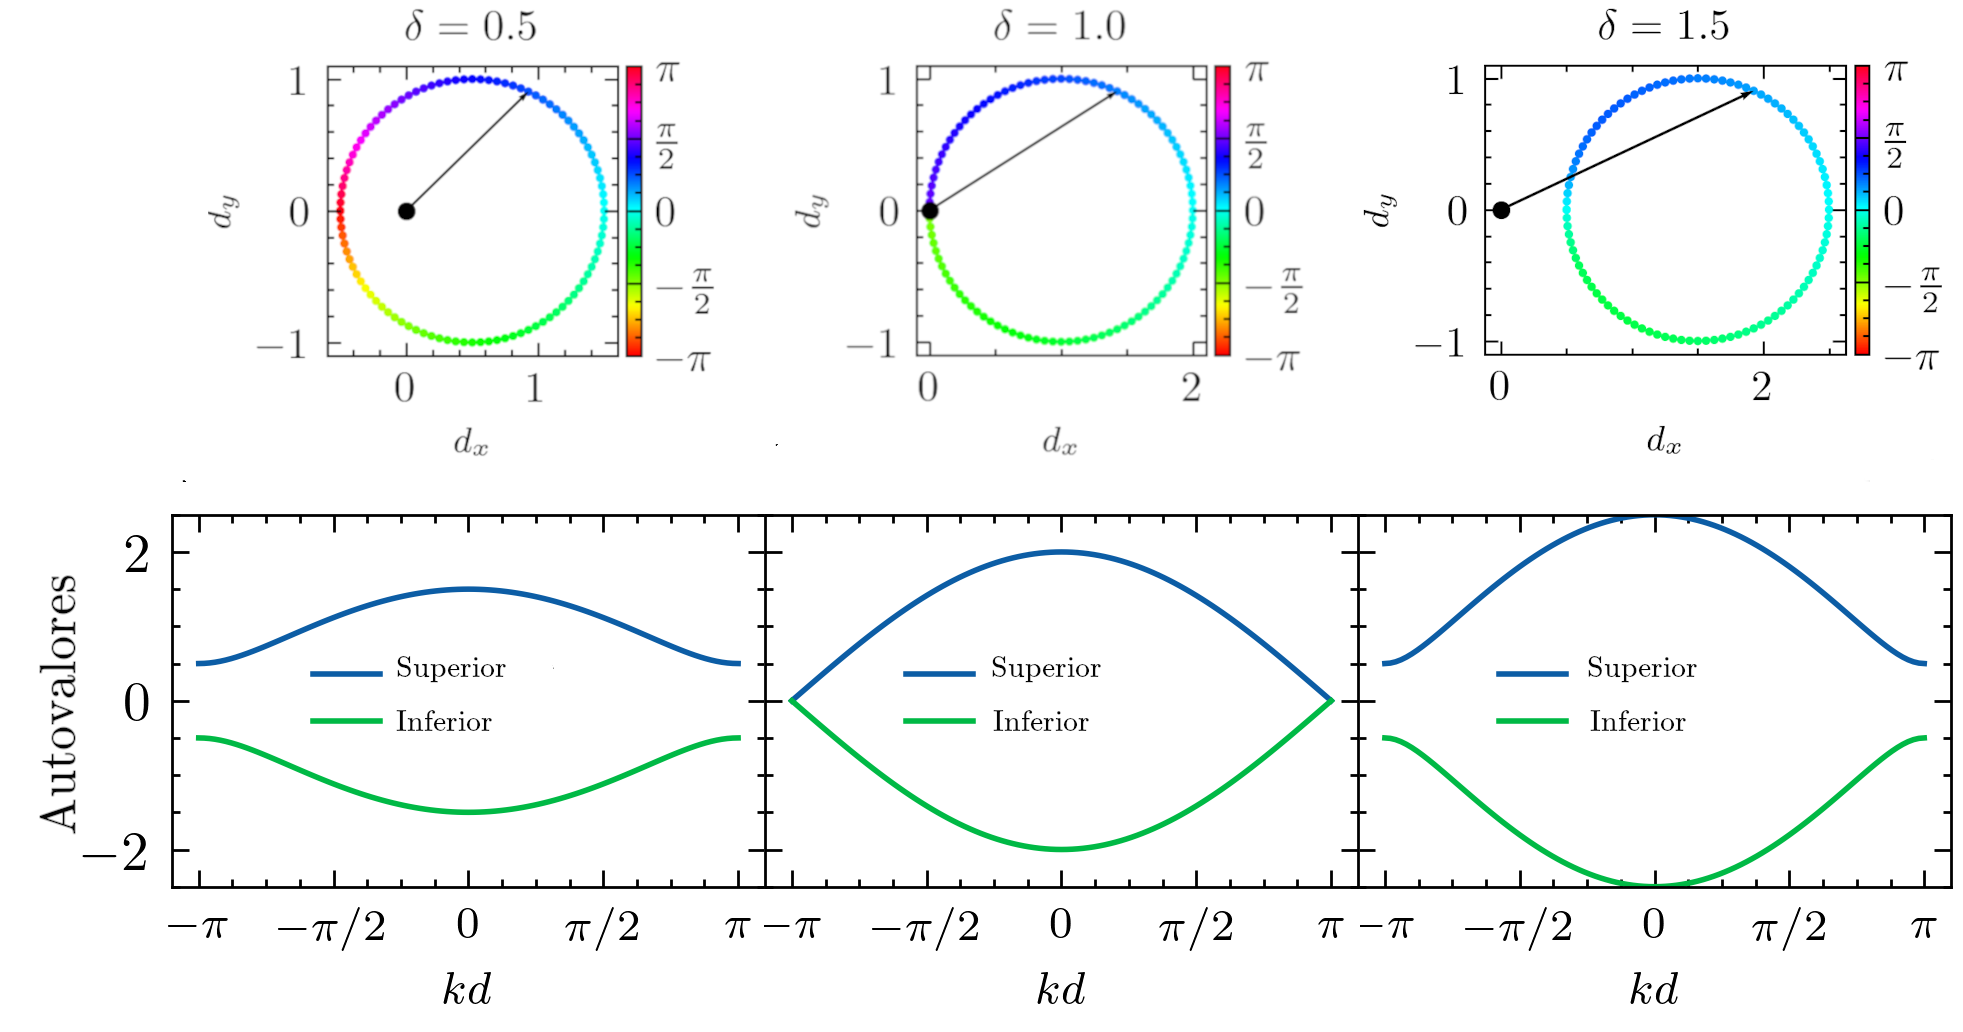 δ = 0.5
1
0
−1
d_y
0
1
d_x
π
π/2
0
−π/2
−π
δ = 1.0
1
0
−1
d_y
0
2
d_x
π
π/2
0
−π/2
−π
δ = 1.5
1
0
−1
d_y
0
2
d_x
π
π/2
0
−π/2
−π
Autovalores
2
0
−2
Superior
Inferior
−π
−π/2
0
π/2
π
kd
Superior
Inferior
−π
−π/2
0
π/2
π
kd
Superior
Inferior
−π
−π/2
0
π/2
π
kd